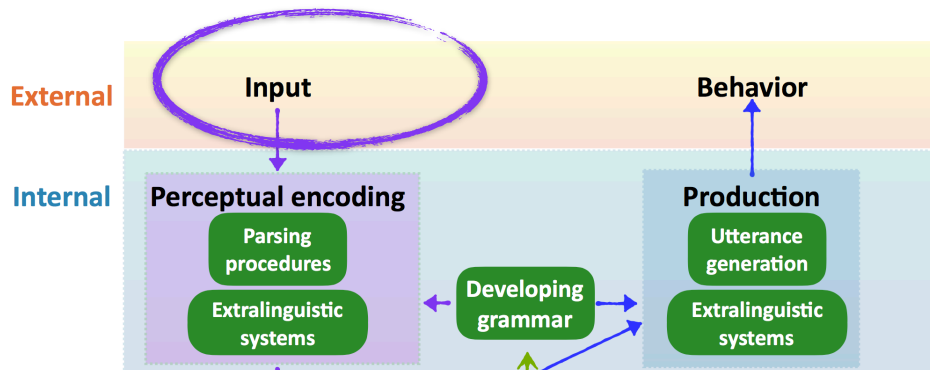 External
Input
Behavior
Internal
Perceptual encoding
Parsing
procedures
Extralinguistic
systems
Developing
grammar
Production
Utterance
generation
Extralinguistic
systems